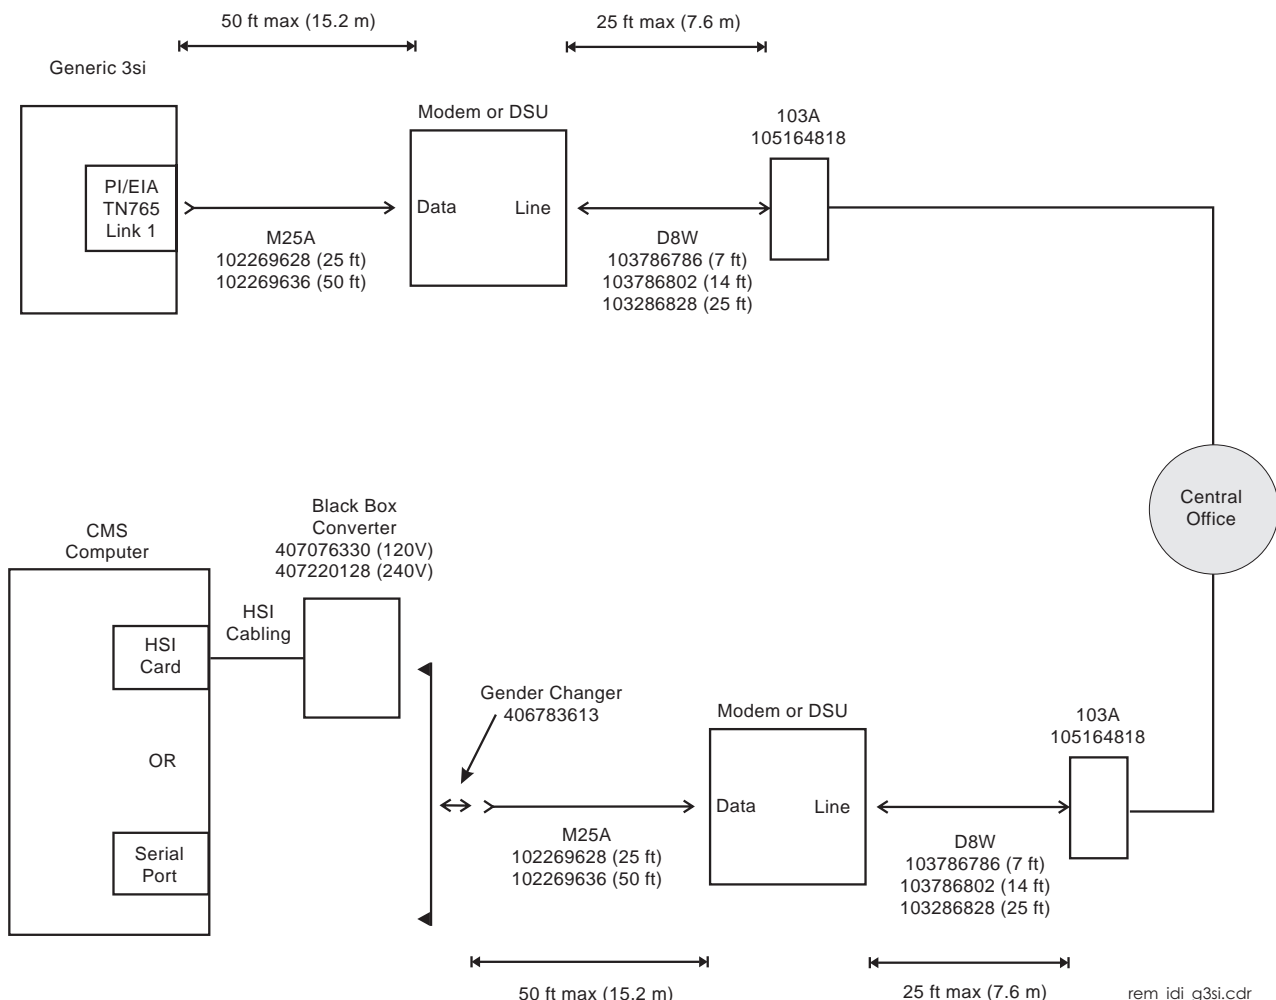 50 ft max (15.2 m)
25 ft max (7.6 m)
Generic 3si
Modem or DSU
103A
105164818
PI/EIA
TN765
Link 1
Data
Line
M25A
102269628 (25 ft)
102269636 (50 ft)
D8W
103786786 (7 ft)
103786802 (14 ft)
103286828 (25 ft)
Central
Office
CMS
Computer
Black Box
Converter
407076330 (120V)
407220128 (240V)
HSI
Cabling
HSI
Card
OR
Serial
Port
Gender Changer
406783613
Modem or DSU
103A
105164818
Data
Line
M25A
102269628 (25 ft)
102269636 (50 ft)
D8W
103786786 (7 ft)
103786802 (14 ft)
103286828 (25 ft)
50 ft max (15.2 m)
25 ft max (7.6 m)
rem_idi_g3si.cdr